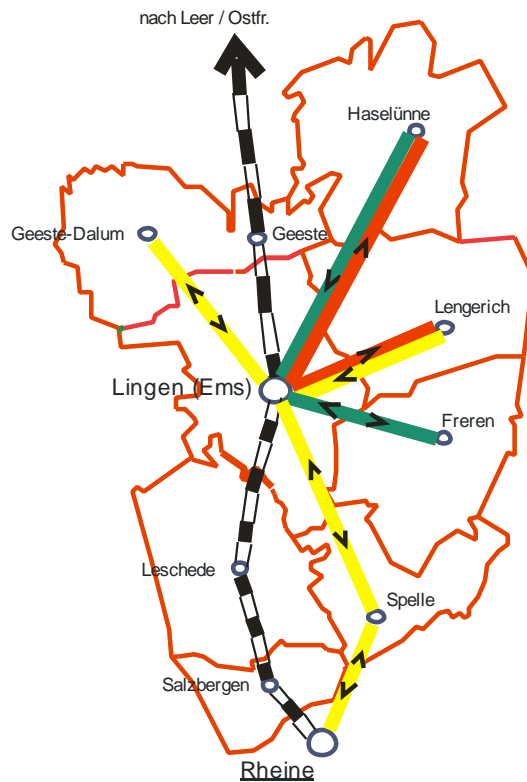 nach Leer / Ostfr.
Haselünne
Geeste-Dalum
Geeste
Lengerich
Lingen (Ems)
Freren
Leschede
Spelle
Salzbergen
Rheine